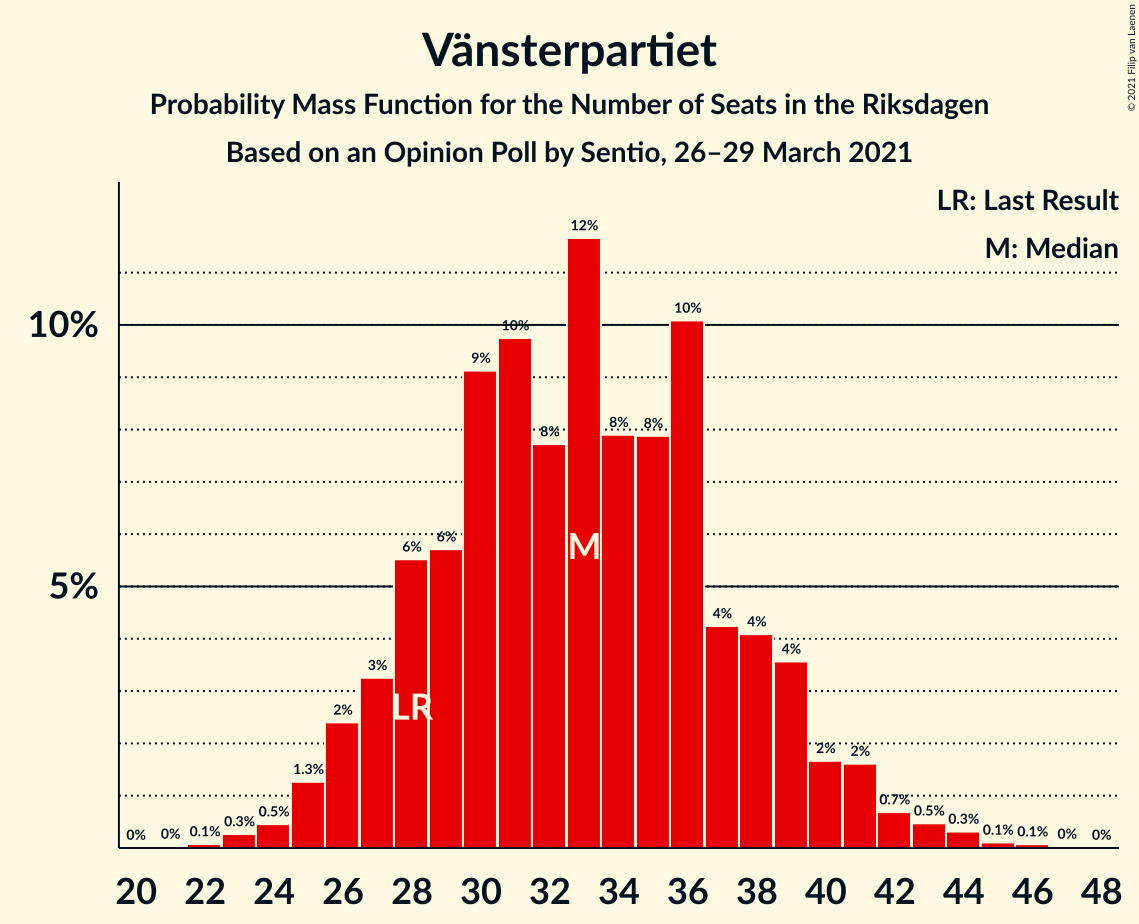 © 2021 Filip van Laenen
Vänsterpartiet
Probability Mass Function for the Number of Seats in the Riksdagen
Based on an Opinion Poll by Sentio, 26–29 March 2021
LR: Last Result
M: Median
10%
5%
0% 0% 0.1% 0.3% 0.5% 1.3% 2% 3% 6% 6% 9% 10% 8% 12% 8% 8% 10% 4% 4% 4% 2% 2% 0.7% 0.5% 0.3% 0.1% 0.1% 0% 0%
M
LR
20 22 24 26 28 30 32 34 36 38 40 42 44 46 48